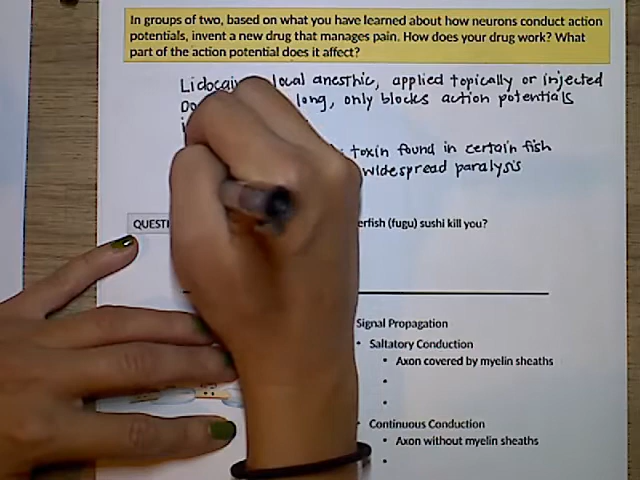 In groups of two, based on what you have learned about how neurons conduct action
potentials, invent a new drug that manages pain. How does your drug work? What
part of the action potential does it affect?
Lidocain local anesthic, applied topically or injected
long, only blocks action potentials
toxin found in certain fish
widespread paralysis
QUESTI erfish (fugu) sushi kill you?
Signal Propagation
• Saltatory Conduction
• Axon covered by myelin sheaths
•
•
• Continuous Conduction
• Axon without myelin sheaths
•